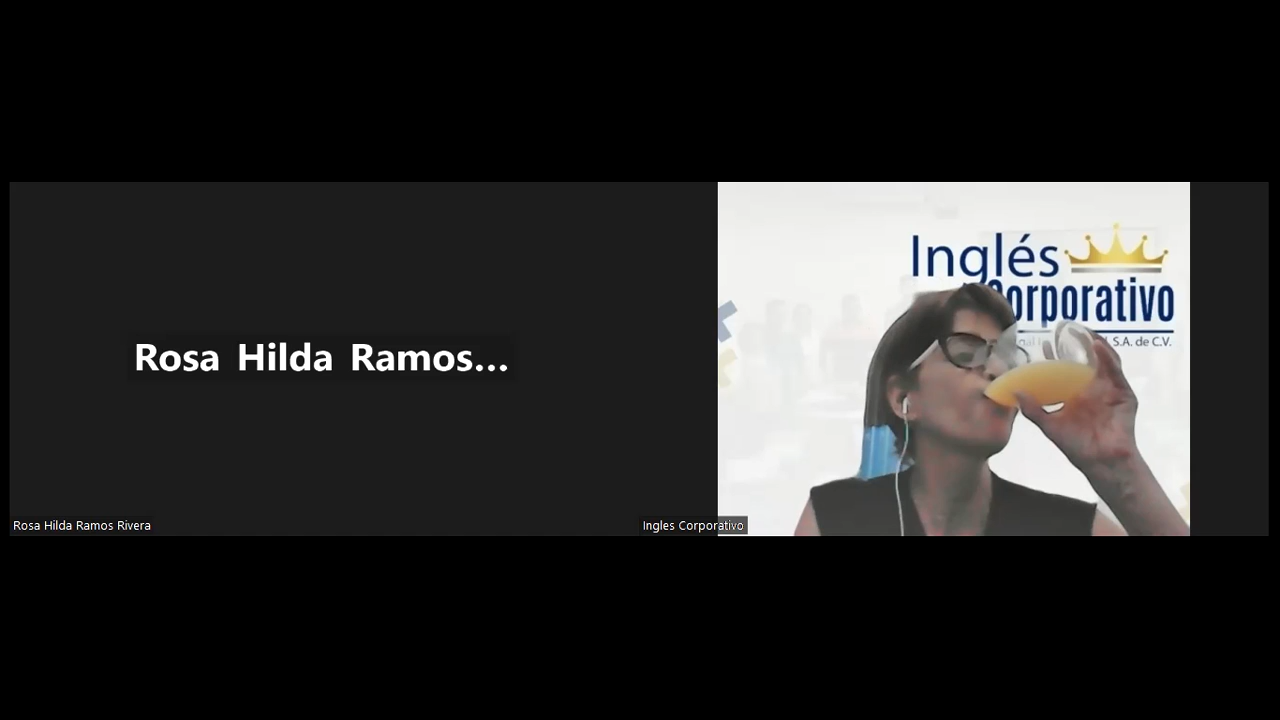 Rosa Hilda Ramos...
Rosa Hilda Ramos Rivera
Inglés
Corporativo
S.A. de C.V.
Ingles Corporativo